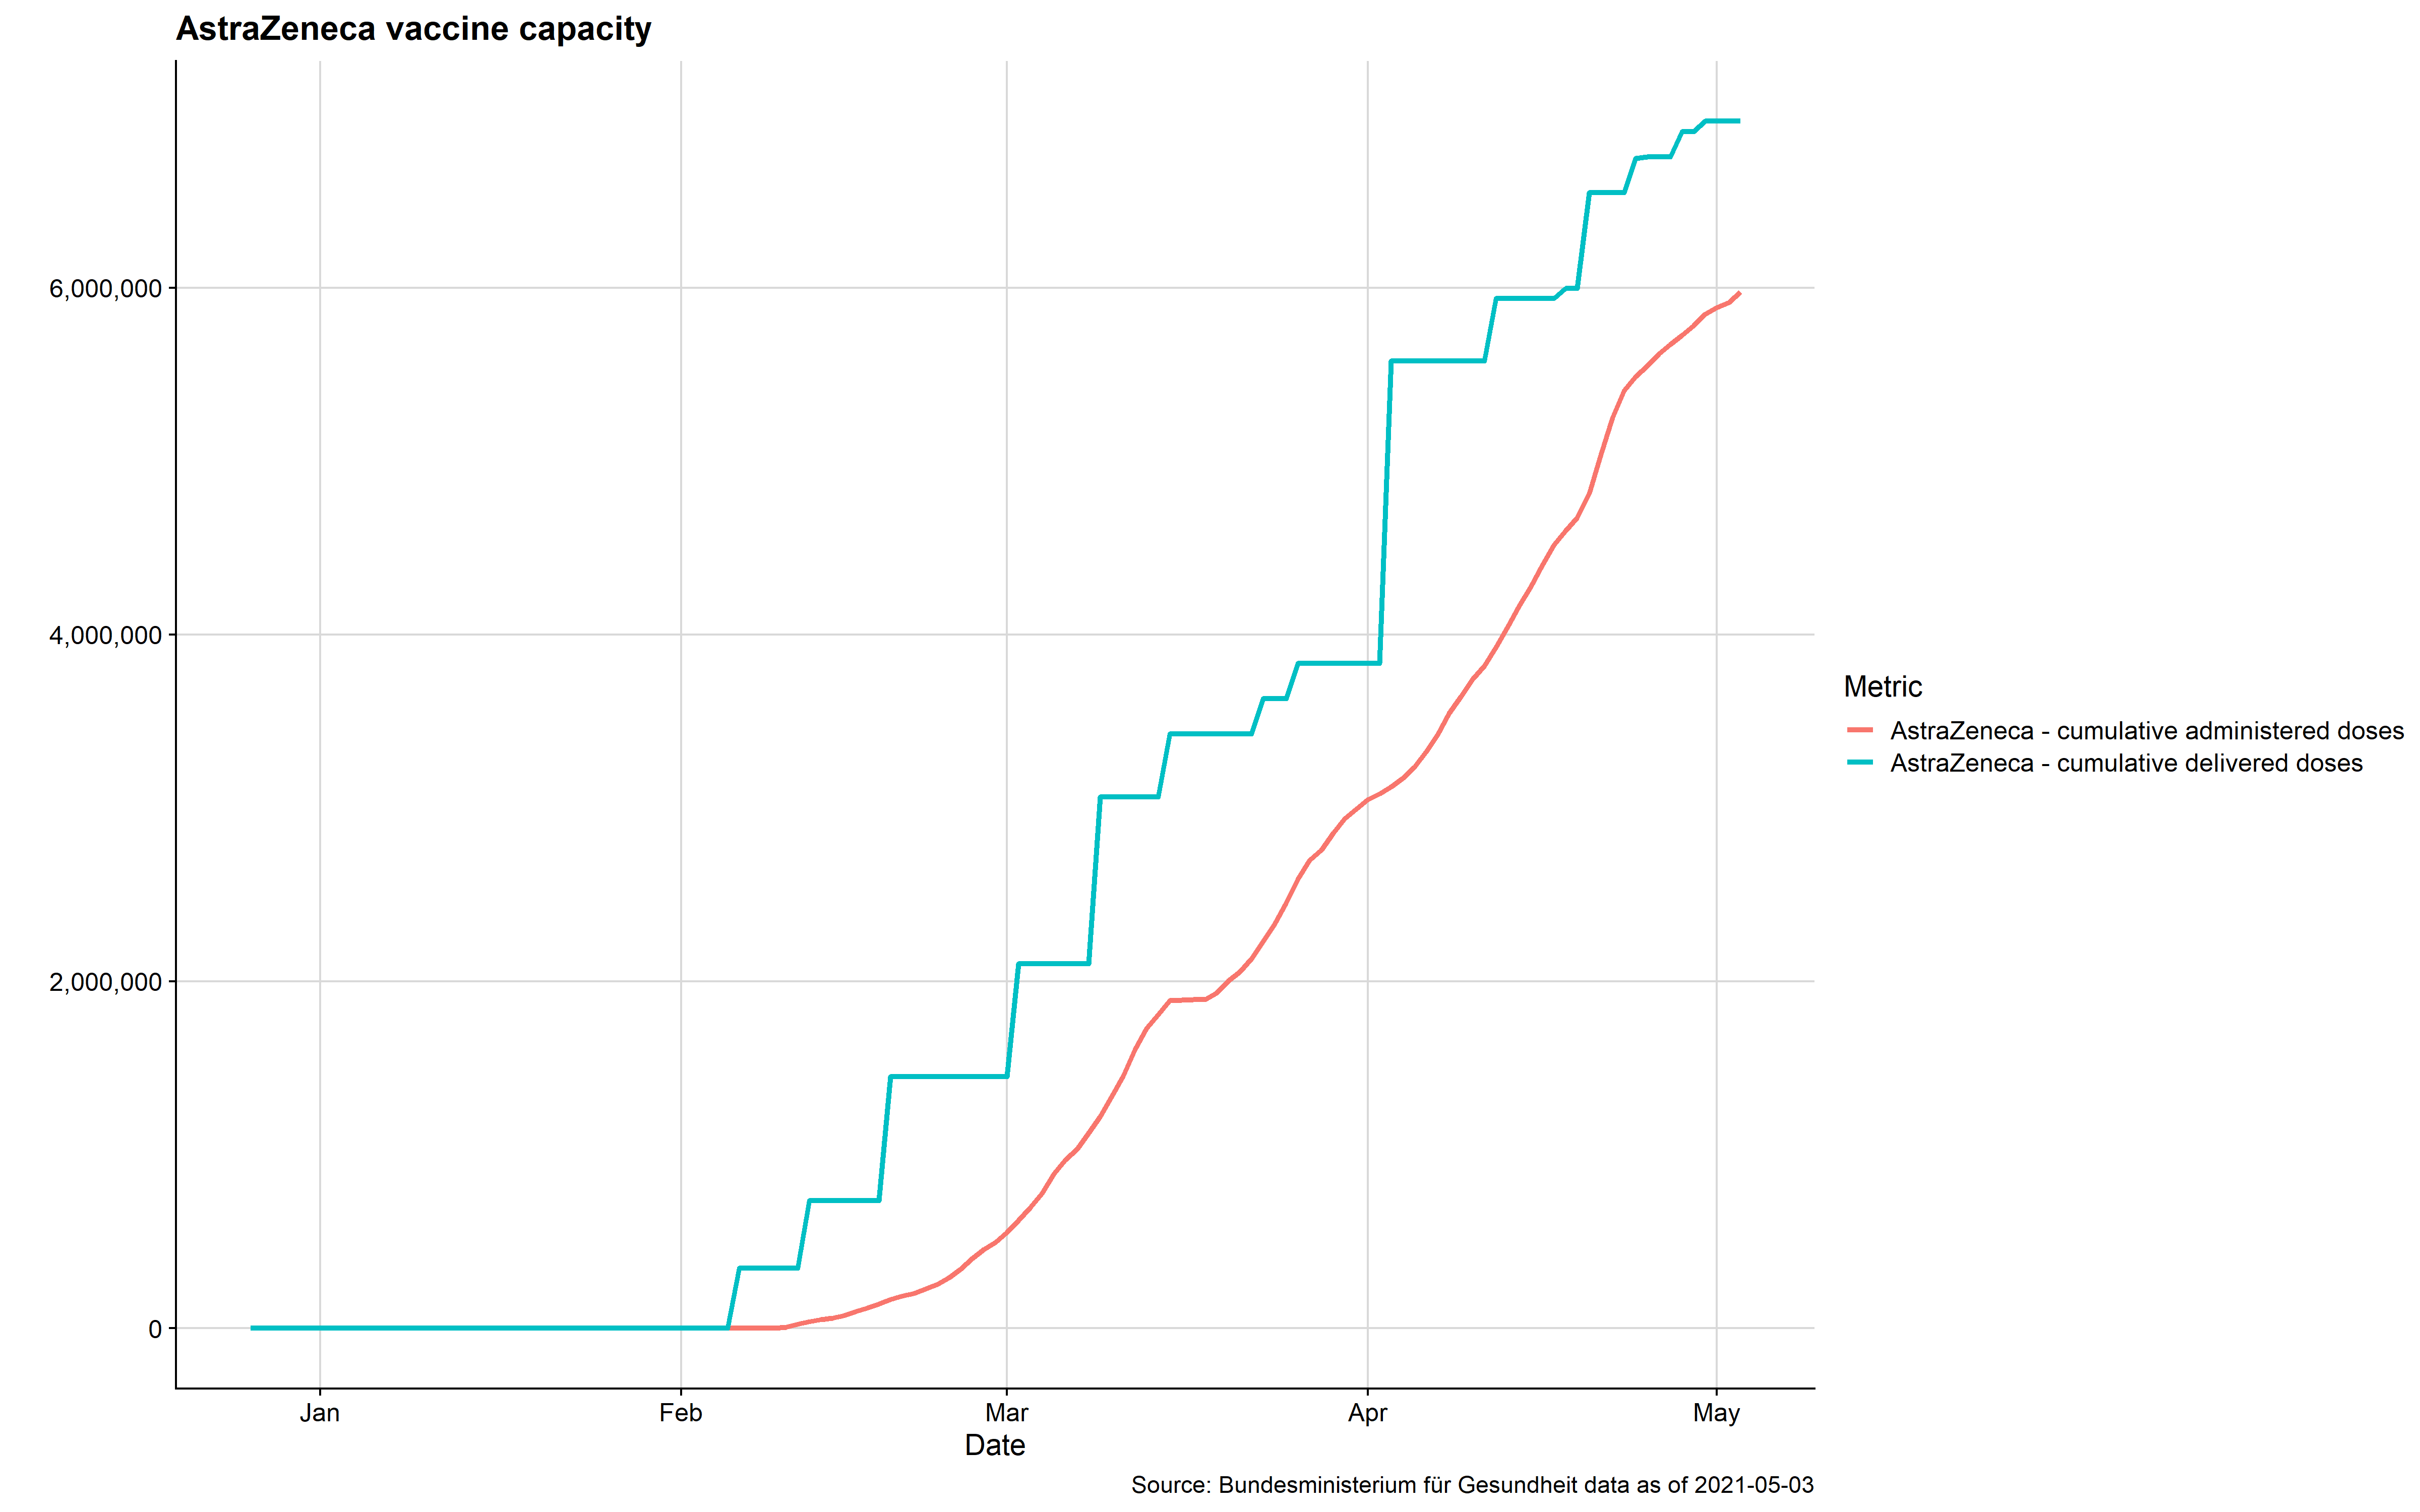 AstraZeneca vaccine capacity
6,000,000
4,000,000
2,000,000
0
Jan Feb Mar Apr May
Date
Metric
AstraZeneca - cumulative administered doses
AstraZeneca - cumulative delivered doses
Source: Bundesministerium für Gesundheit data as of 2021-05-03